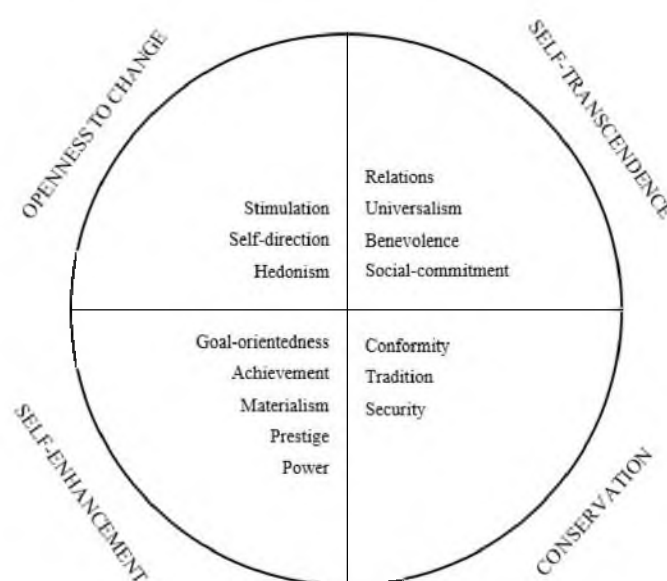 OPENNESS TO CHANGE
SELF-TRANSCENDENCE
Stimulation
Self-direction
Hedonism
Relations
Universalism
Benevolence
Social-commitment
Goal-orientedness
Achievement
Materialism
Prestige
Power
Conformity
Tradition
Security
SELF-ENHANCEMENT
CONSERVATION